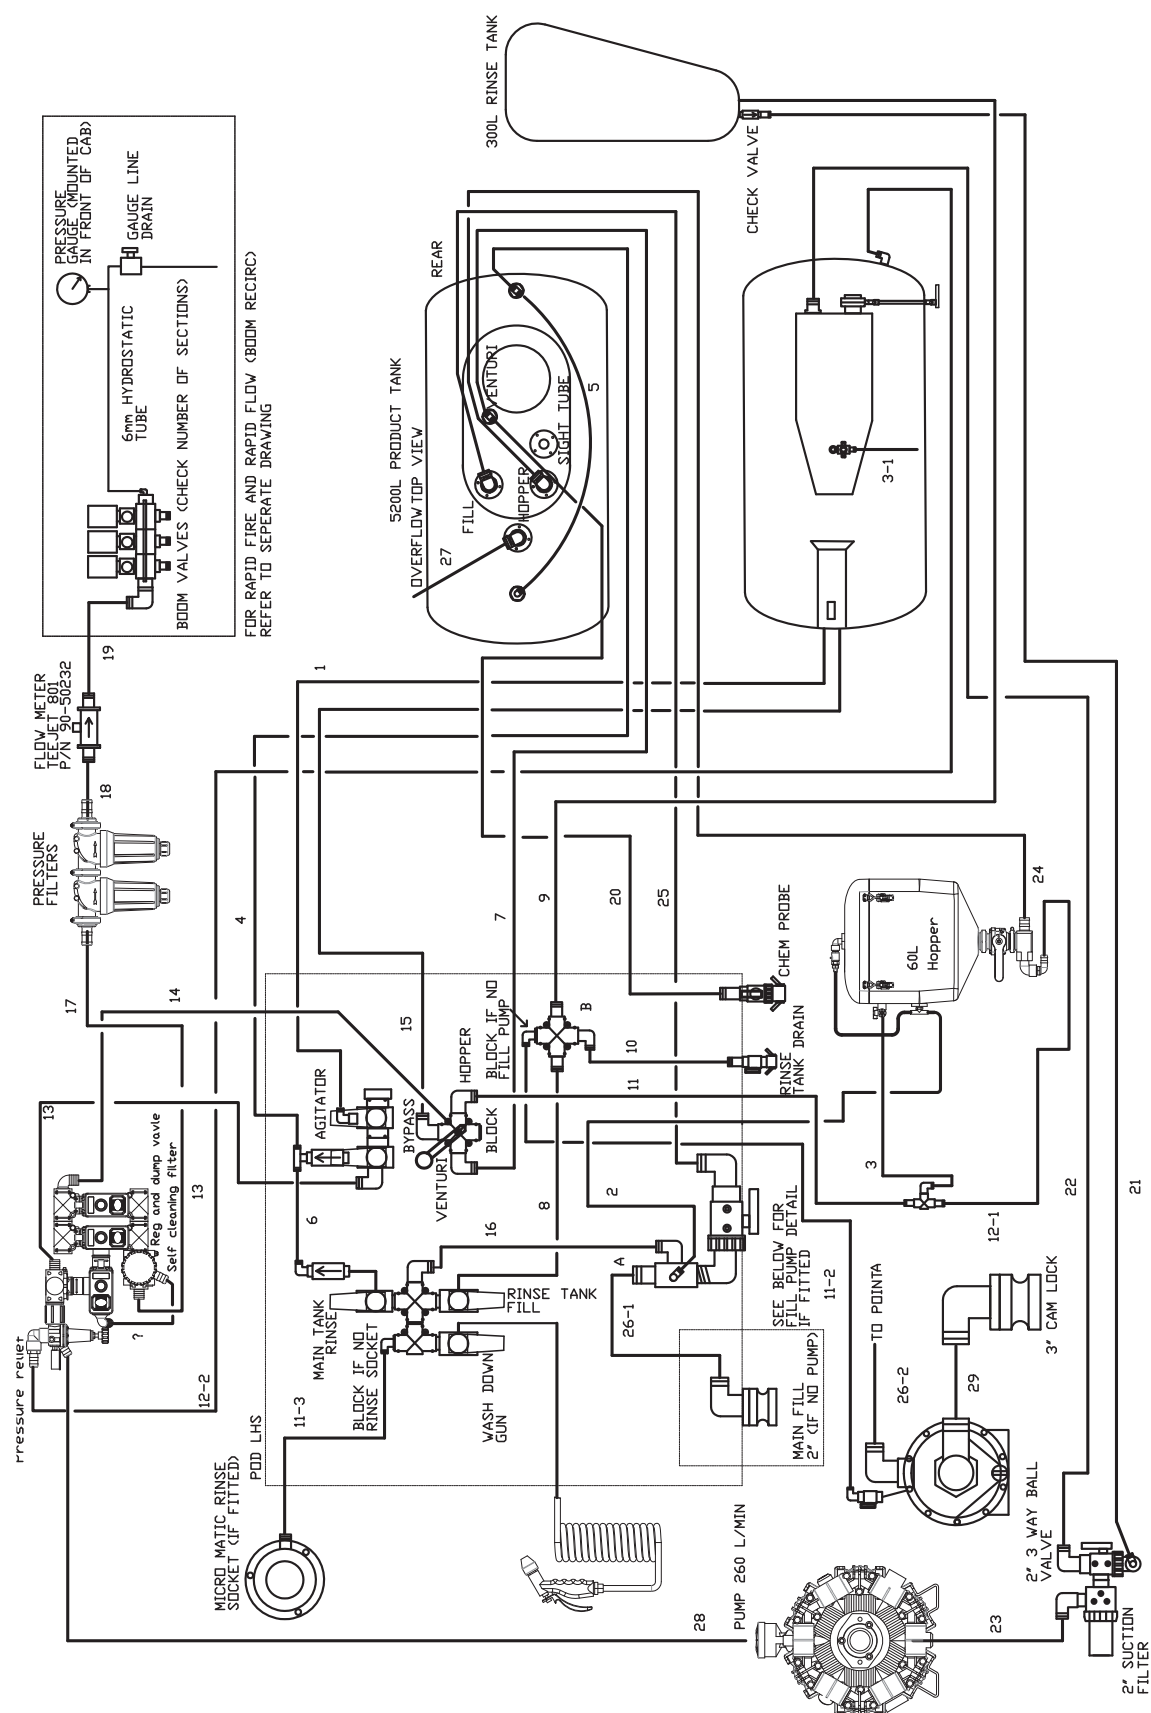 300L RINSE TANK
CHECK VALVE
PRESSURE
GAUGE (MOUNTED
IN FRONT OF CAB)
GAUGE LINE
DRAIN
6mm HYDROSTATIC
TUBE
BOOM VALVES (CHECK NUMBER OF SECTIONS)
FOR RAPID FIRE AND RAPID FLOW (BOOM RECIRC)
REFER TO SEPERATE DRAWING
REAR
5200L PRODUCT TANK
TOP VIEW
OVERFLOW
27
FILL
HOPPER
VENTURI
SIGHT TUBE
5
3-1
19
FLOW METER
TEEJET 801
P/N 90-50232
18
PRESSURE
FILTERS
17
14
1
4
15
7
9
20
25
CHEM PROBE
RINSE
TANK DRAIN
60L
Hopper
24
13
Reg and dump vavle
Self cleaning filter
13
?
12-2
AGITATOR
BYPASS
HOPPER
BLOCK
VENTURI
BLOCK IF NO
FILL PUMP
B
10
11
2
8
16
6
A
3
12-1
22
21
MAIN TANK
RINSE
BLOCK IF NO
RINSE SOCKET
RINSE TANK
FILL
WASH DOWN
GUN
11-3
POD LHS
MICRO MATIC RINSE
SOCKET (IF FITTED)
26-1
SEE BELOW FOR
FILL PUMP DETAIL
IF FITTED
11-2
MAIN FILL
2" (IF NO PUMP)
TO POINTA
26-2
29
3" CAM LOCK
28
PUMP 260 L/MIN
23
2" 3 WAY BALL
VALVE
2" SUCTION
FILTER